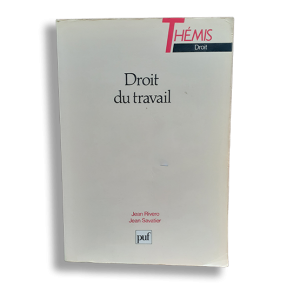 THÉMIS
Droit
Droit
du travail
Jean Rivero
Jean Savatier
puf